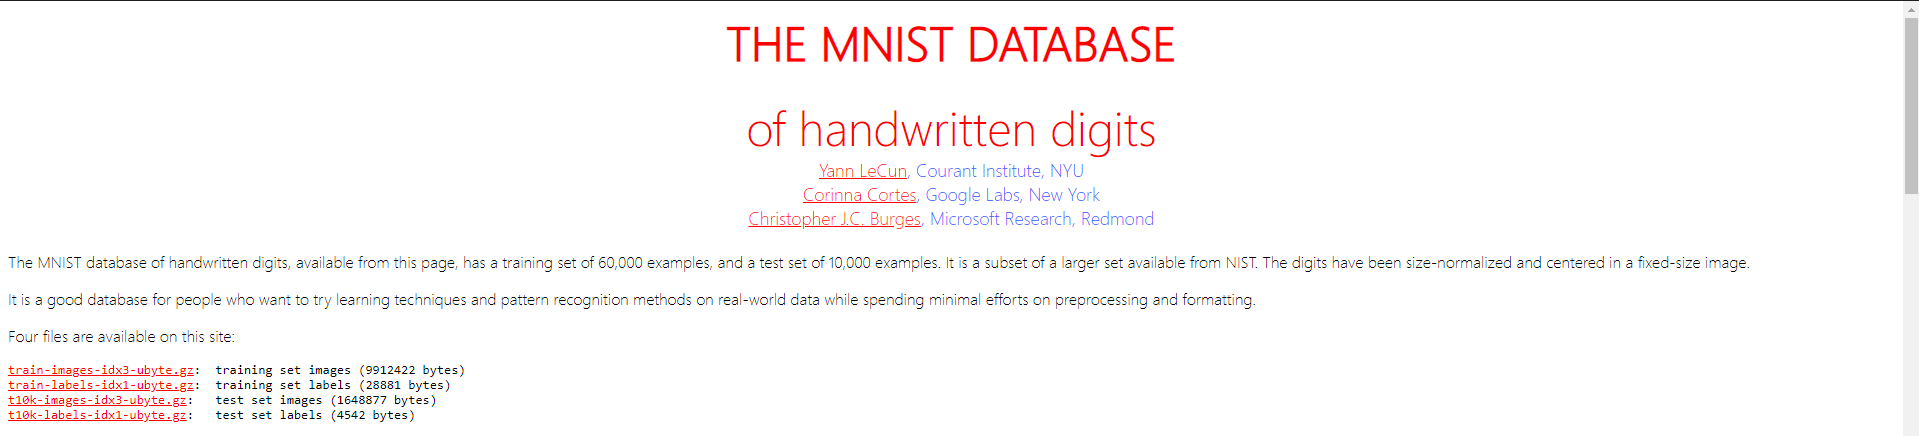 THE MNIST DATABASE
of handwritten digits
Yann LeCun, Courant Institute, NYU
Corinna Cortes, Google Labs, New York
Christopher J.C. Burges, Microsoft Research, Redmond
The MNIST database of handwritten digits, available from this page, has a training set of 60,000 examples, and a test set of 10,000 examples. It is a subset of a larger set available from NIST. The digits have been size-normalized and centered in a fixed-size image.
It is a good database for people who want to try learning techniques and pattern recognition methods on real-world data while spending minimal efforts on preprocessing and formatting.
Four files are available on this site:
train-images-idx3-ubyte.gz:  training set images (9912422 bytes)
train-labels-idx1-ubyte.gz:  training set labels (28881 bytes)
t10k-images-idx3-ubyte.gz:   test set images (1648877 bytes)
t10k-labels-idx1-ubyte.gz:   test set labels (4542 bytes)